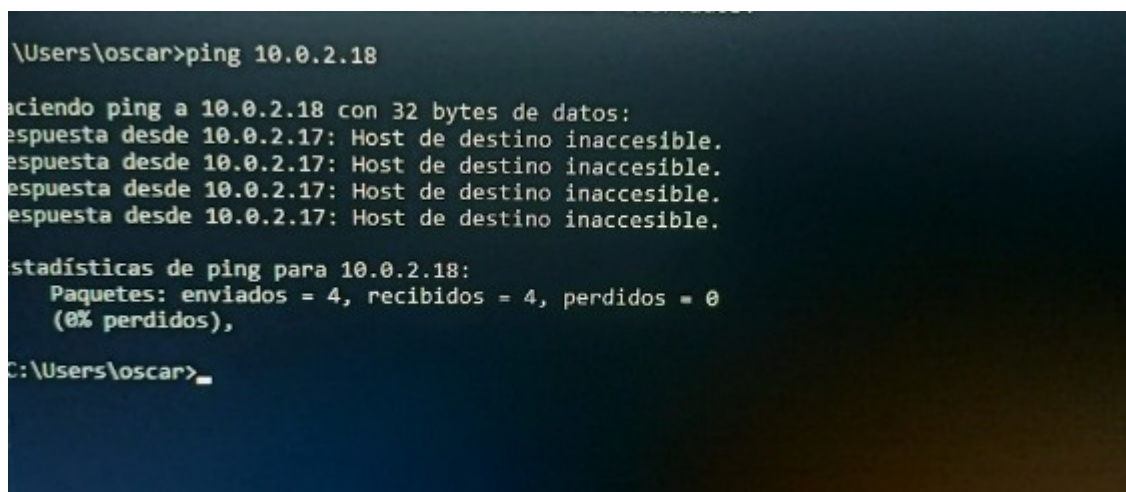 \Users\oscar>ping 10.0.2.18
aciendo ping a 10.0.2.18 con 32 bytes de datos:
espuesta desde 10.0.2.17: Host de destino inaccesible.
espuesta desde 10.0.2.17: Host de destino inaccesible.
espuesta desde 10.0.2.17: Host de destino inaccesible.
espuesta desde 10.0.2.17: Host de destino inaccesible.
stadísticas de ping para 10.0.2.18:
Paquetes: enviados = 4, recibidos = 4, perdidos = 0
(0% perdidos),
C:\Users\oscar>_